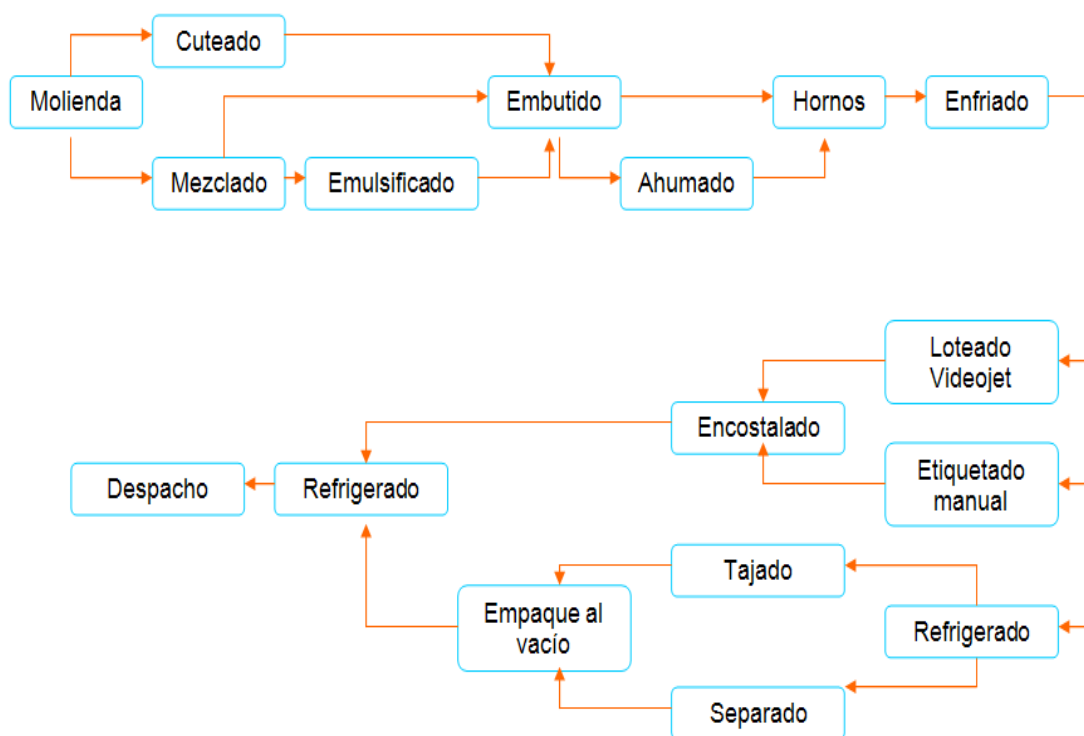 Cuteado
Molienda
Embutido
Hornos
Enfriado
Mezclado
Emulsificado
Ahumado
Loteado
Videojet
Encostalado
Etiquetado
manual
Despacho
Refrigerado
Tajado
Empaque al
vacío
Refrigerado
Separado